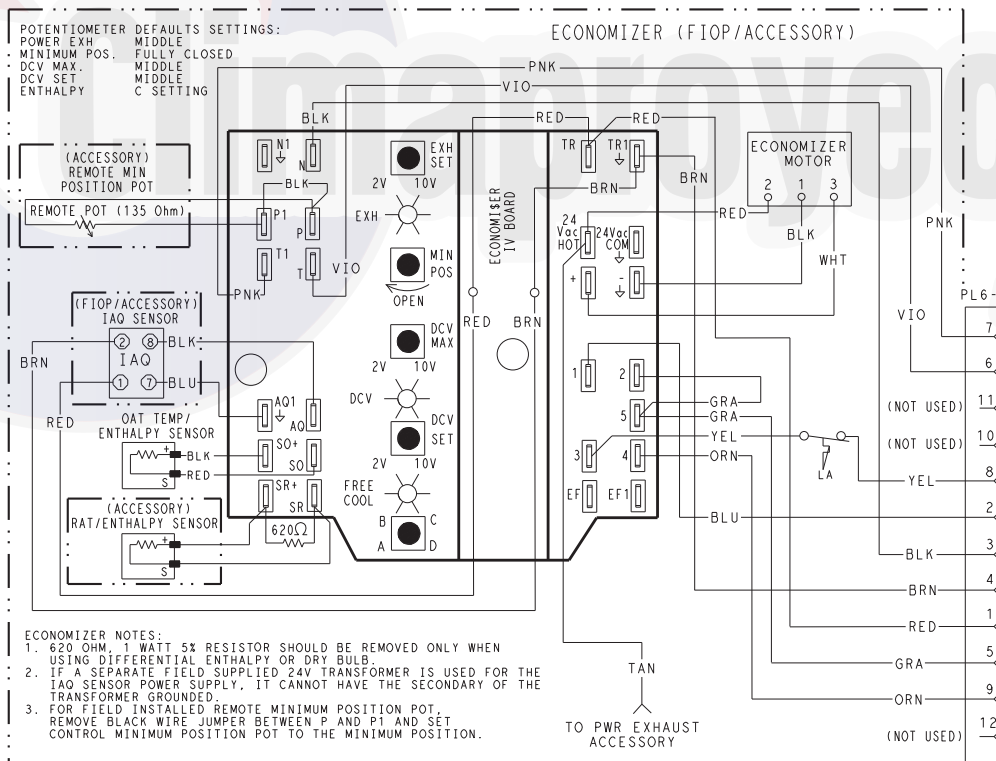 POTENTIOMETER DEFAULTS SETTINGS:
POWER EXH MIDDLE
MINIMUM POS. FULLY CLOSED
DCV MAX. MIDDLE
DCV SET MIDDLE
ENTHALPY C SETTING
ECONOMIZER (FIOP/ACCESSORY)
PNK
VIO
BLK
RED
RED
(ACCESSORY)
REMOTE MIN
POSITION POT
REMOTE POT (135 Ohm)
N1
N
BLK
P1
P
T1
T
VIO
PNK
EXH
SET
2V 10V
EXH
MIN
POS
OPEN
DCV
MAX
2V 10V
DCV
DCV
SET
2V 10V
FREE
COOL
B C
A D
ECONOMI$ER
IV BOARD
RED
BRN
TR
TR1
BRN
BRN
24
Vac
HOT
24Vac
COM
+
-
ECONOMIZER
MOTOR
2 1 3
RED
BLK
WHT
PNK
VIO
PL6-
(FIOP/ACCESSORY)
IAQ SENSOR
2 8
IAQ
1 7
BLK
BLU
BRN
RED
OAT TEMP/
ENTHALPY SENSOR
+
S
BLK
RED
AQ1
AQ
SO+
SO
SR+
SR
620Ω
(ACCESSORY)
RAT/ENTHALPY SENSOR
+
S
1
2
5
3
4
EF
EF1
GRA
GRA
YEL
ORN
BLU
LA
7
6
(NOT USED) 11
(NOT USED) 10
YEL 8
2
BLK 3
BRN 4
RED 1
GRA 5
ORN 9
(NOT USED) 12
TAN
TO PWR EXHAUST
ACCESSORY
ECONOMIZER NOTES:
1. 620 OHM, 1 WATT 5% RESISTOR SHOULD BE REMOVED ONLY WHEN
USING DIFFERENTIAL ENTHALPY OR DRY BULB.
2. IF A SEPARATE FIELD SUPPLIED 24V TRANSFORMER IS USED FOR THE
IAQ SENSOR POWER SUPPLY, IT CANNOT HAVE THE SECONDARY OF THE
TRANSFORMER GROUNDED.
3. FOR FIELD INSTALLED REMOTE MINIMUM POSITION POT,
REMOVE BLACK WIRE JUMPER BETWEEN P AND P1 AND SET
CONTROL MINIMUM POSITION POT TO THE MINIMUM POSITION.